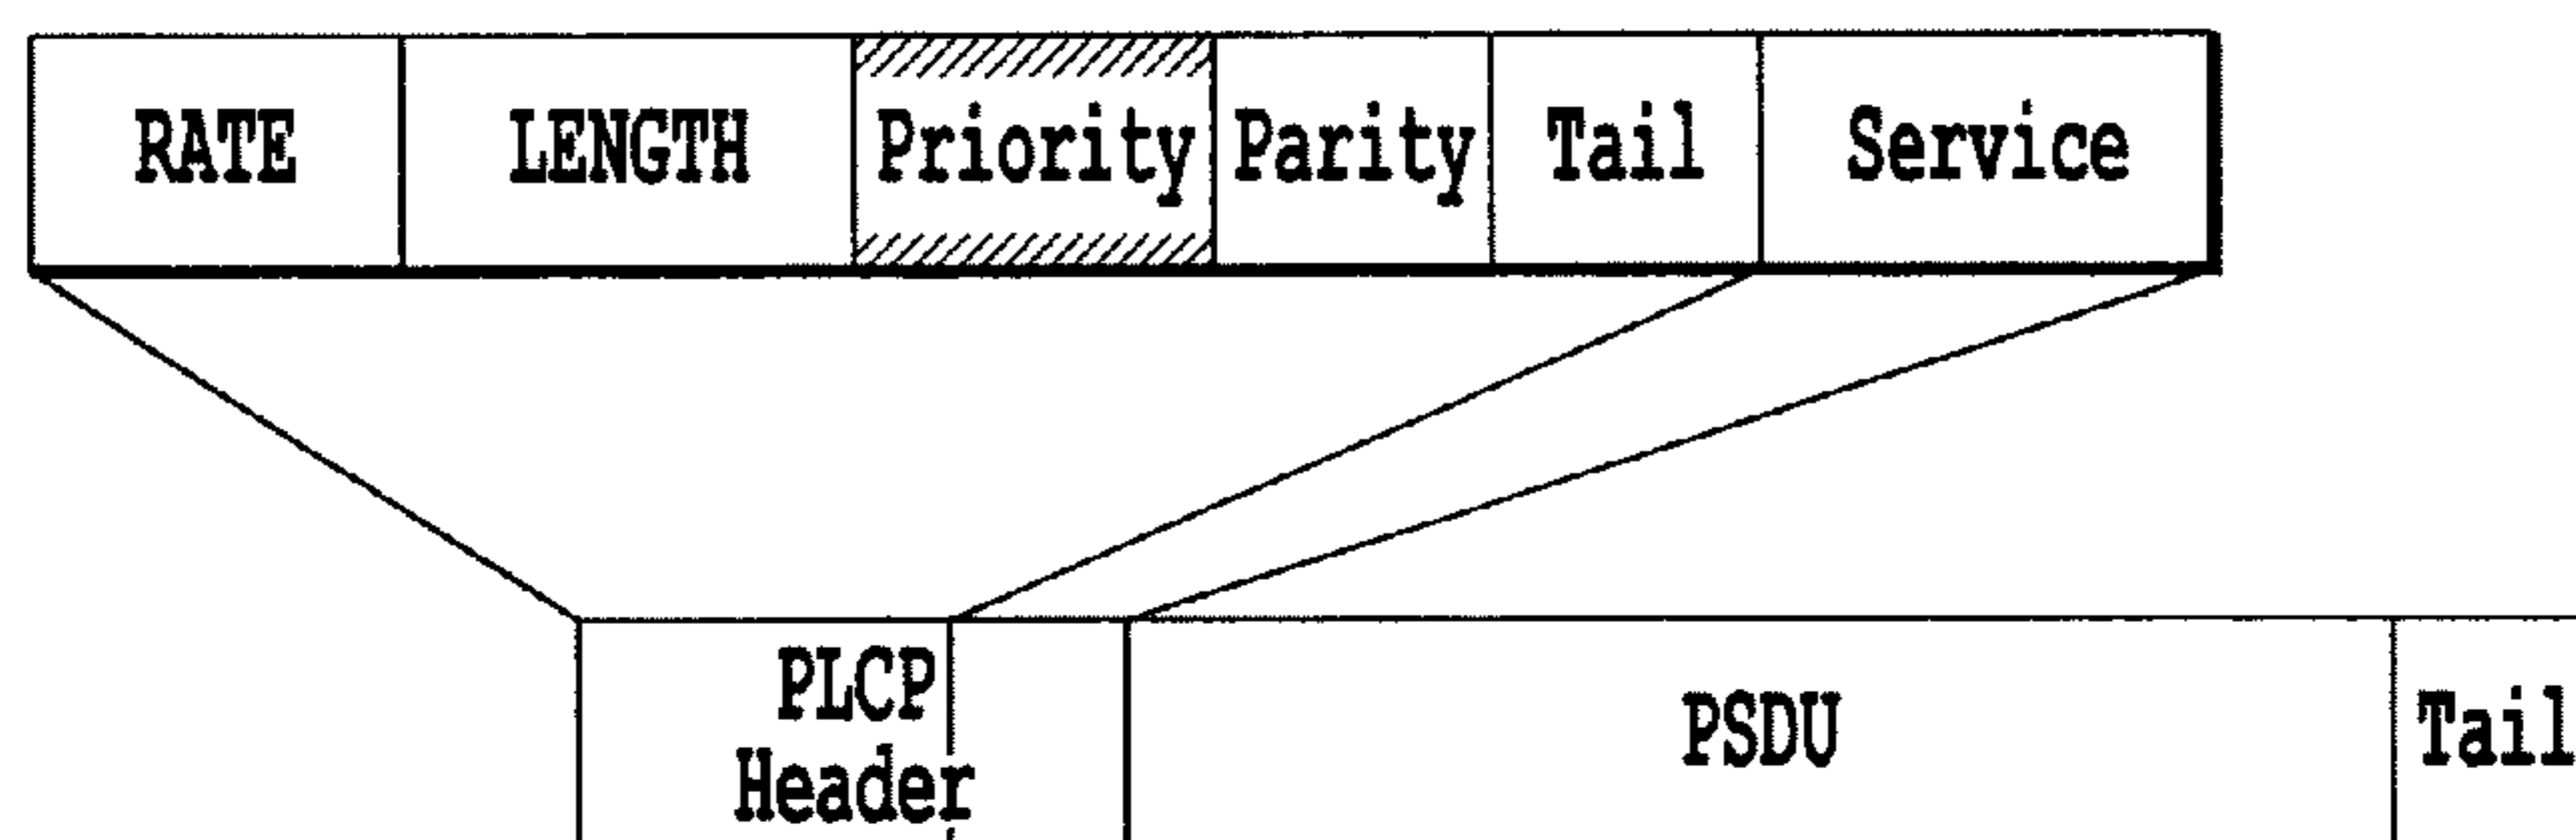 RATE LENGTH Priority Parity Tail Service
PLCP
Header
PSDU
Tail